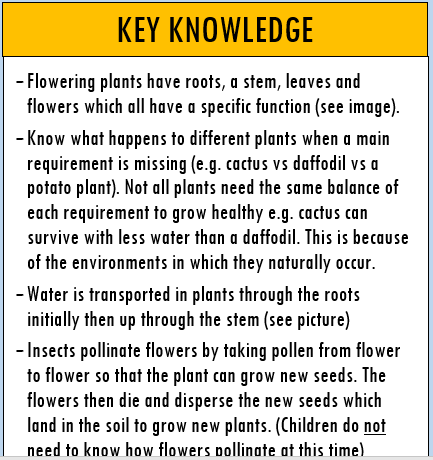 KEY KNOWLEDGE
– Flowering plants have roots, a stem, leaves and
flowers which all have a specific function (see image).
– Know what happens to different plants when a main
requirement is missing (e.g. cactus vs daffodil vs a
potato plant). Not all plants need the same balance of
each requirement to grow healthy e.g. cactus can
survive with less water than a daffodil. This is because
of the environments in which they naturally occur.
– Water is transported in plants through the roots
initially then up through the stem (see picture)
– Insects pollinate flowers by taking pollen from flower
to flower so that the plant can grow new seeds. The
flowers then die and disperse the new seeds which
land in the soil to grow new plants. (Children do not
need to know how flowers pollinate at this time)